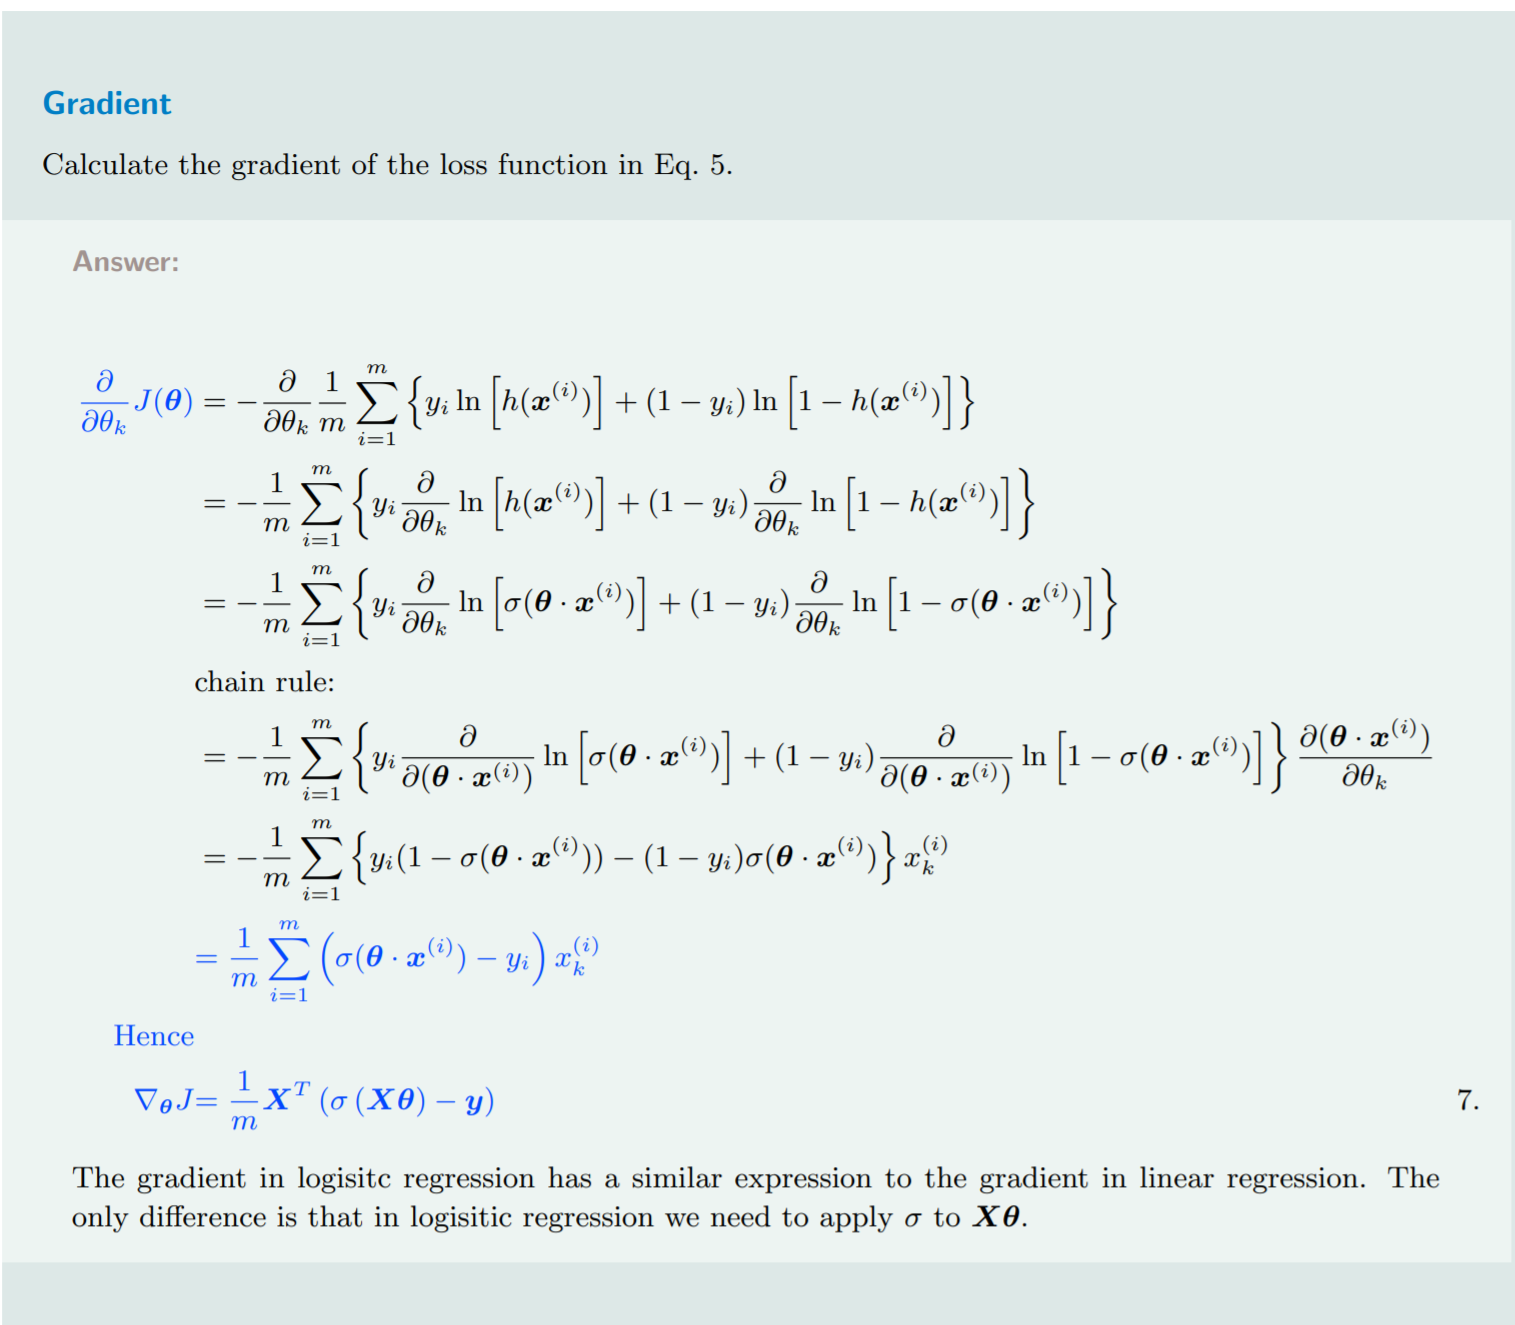 Gradient
Calculate the gradient of the loss function in Eq. 5.
Answer:
$\frac{\partial}{\partial \theta_k} J(\boldsymbol{\theta}) = -\frac{\partial}{\partial \theta_k} \frac{1}{m} \sum_{i=1}^{m} \left\{ y_i \ln \left[ h(\boldsymbol{x}^{(i)}) \right] + (1 - y_i) \ln \left[ 1 - h(\boldsymbol{x}^{(i)}) \right] \right\}$
$= -\frac{1}{m} \sum_{i=1}^{m} \left\{ y_i \frac{\partial}{\partial \theta_k} \ln \left[ h(\boldsymbol{x}^{(i)}) \right] + (1 - y_i) \frac{\partial}{\partial \theta_k} \ln \left[ 1 - h(\boldsymbol{x}^{(i)}) \right] \right\}$
$= -\frac{1}{m} \sum_{i=1}^{m} \left\{ y_i \frac{\partial}{\partial \theta_k} \ln \left[ \sigma(\boldsymbol{\theta} \cdot \boldsymbol{x}^{(i)}) \right] + (1 - y_i) \frac{\partial}{\partial \theta_k} \ln \left[ 1 - \sigma(\boldsymbol{\theta} \cdot \boldsymbol{x}^{(i)}) \right] \right\}$
chain rule:
$= -\frac{1}{m} \sum_{i=1}^{m} \left\{ y_i \frac{\partial}{\partial (\boldsymbol{\theta} \cdot \boldsymbol{x}^{(i)})} \ln \left[ \sigma(\boldsymbol{\theta} \cdot \boldsymbol{x}^{(i)}) \right] + (1 - y_i) \frac{\partial}{\partial (\boldsymbol{\theta} \cdot \boldsymbol{x}^{(i)})} \ln \left[ 1 - \sigma(\boldsymbol{\theta} \cdot \boldsymbol{x}^{(i)}) \right] \right\} \frac{\partial (\boldsymbol{\theta} \cdot \boldsymbol{x}^{(i)})}{\partial \theta_k}$
$= -\frac{1}{m} \sum_{i=1}^{m} \left\{ y_i (1 - \sigma(\boldsymbol{\theta} \cdot \boldsymbol{x}^{(i)})) - (1 - y_i) \sigma(\boldsymbol{\theta} \cdot \boldsymbol{x}^{(i)}) \right\} x_k^{(i)}$
$= \frac{1}{m} \sum_{i=1}^{m} \left( \sigma(\boldsymbol{\theta} \cdot \boldsymbol{x}^{(i)}) - y_i \right) x_k^{(i)}$
Hence
$\nabla_{\boldsymbol{\theta}} J = \frac{1}{m} \boldsymbol{X}^T \left( \sigma \left( \boldsymbol{X\theta} \right) - \boldsymbol{y} \right)$ 7.
The gradient in logisitc regression has a similar expression to the gradient in linear regression. The
only difference is that in logisitic regression we need to apply $\sigma$ to $\boldsymbol{X\theta}$.